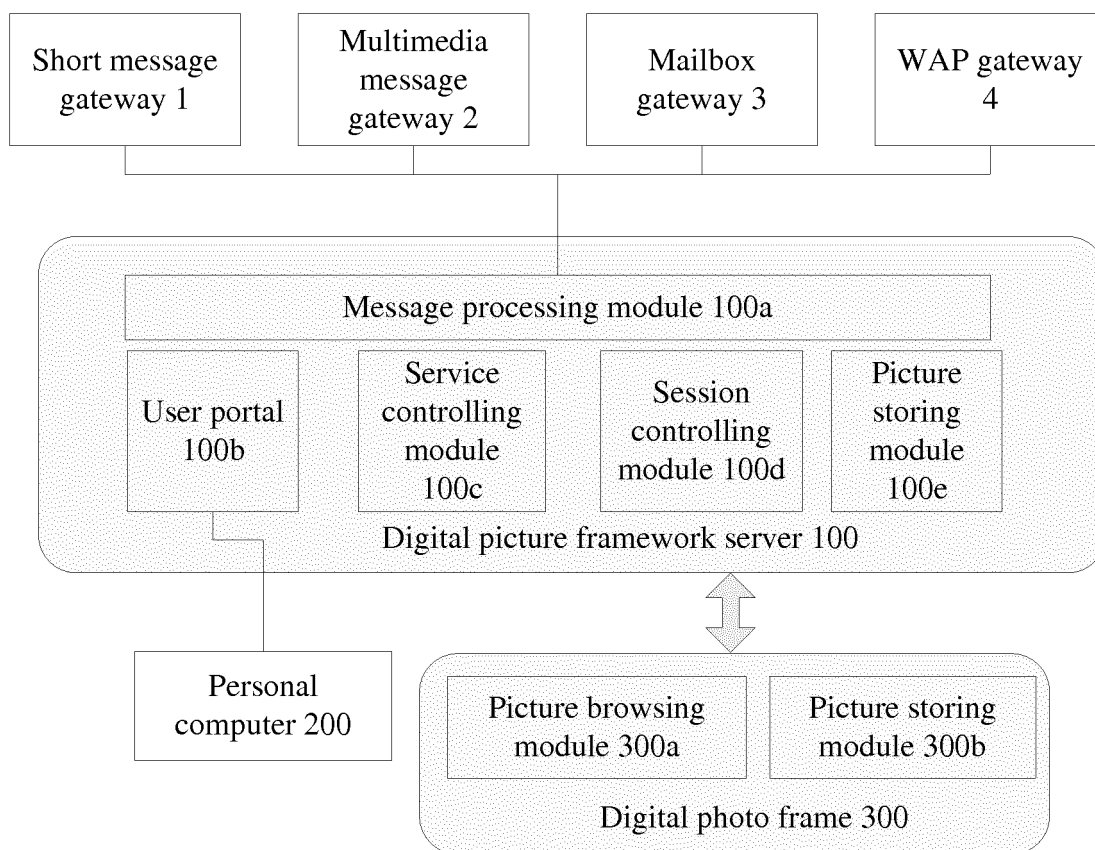 Short message
gateway 1
Multimedia
message
gateway 2
Mailbox
gateway 3
WAP gateway
4
Message processing module 100a
User portal
100b
Service
controlling
module
100c
Session
controlling
module 100d
Picture
storing
module
100e
Digital picture framework server 100
Personal
computer 200
Picture browsing
module 300a
Picture storing
module 300b
Digital photo frame 300